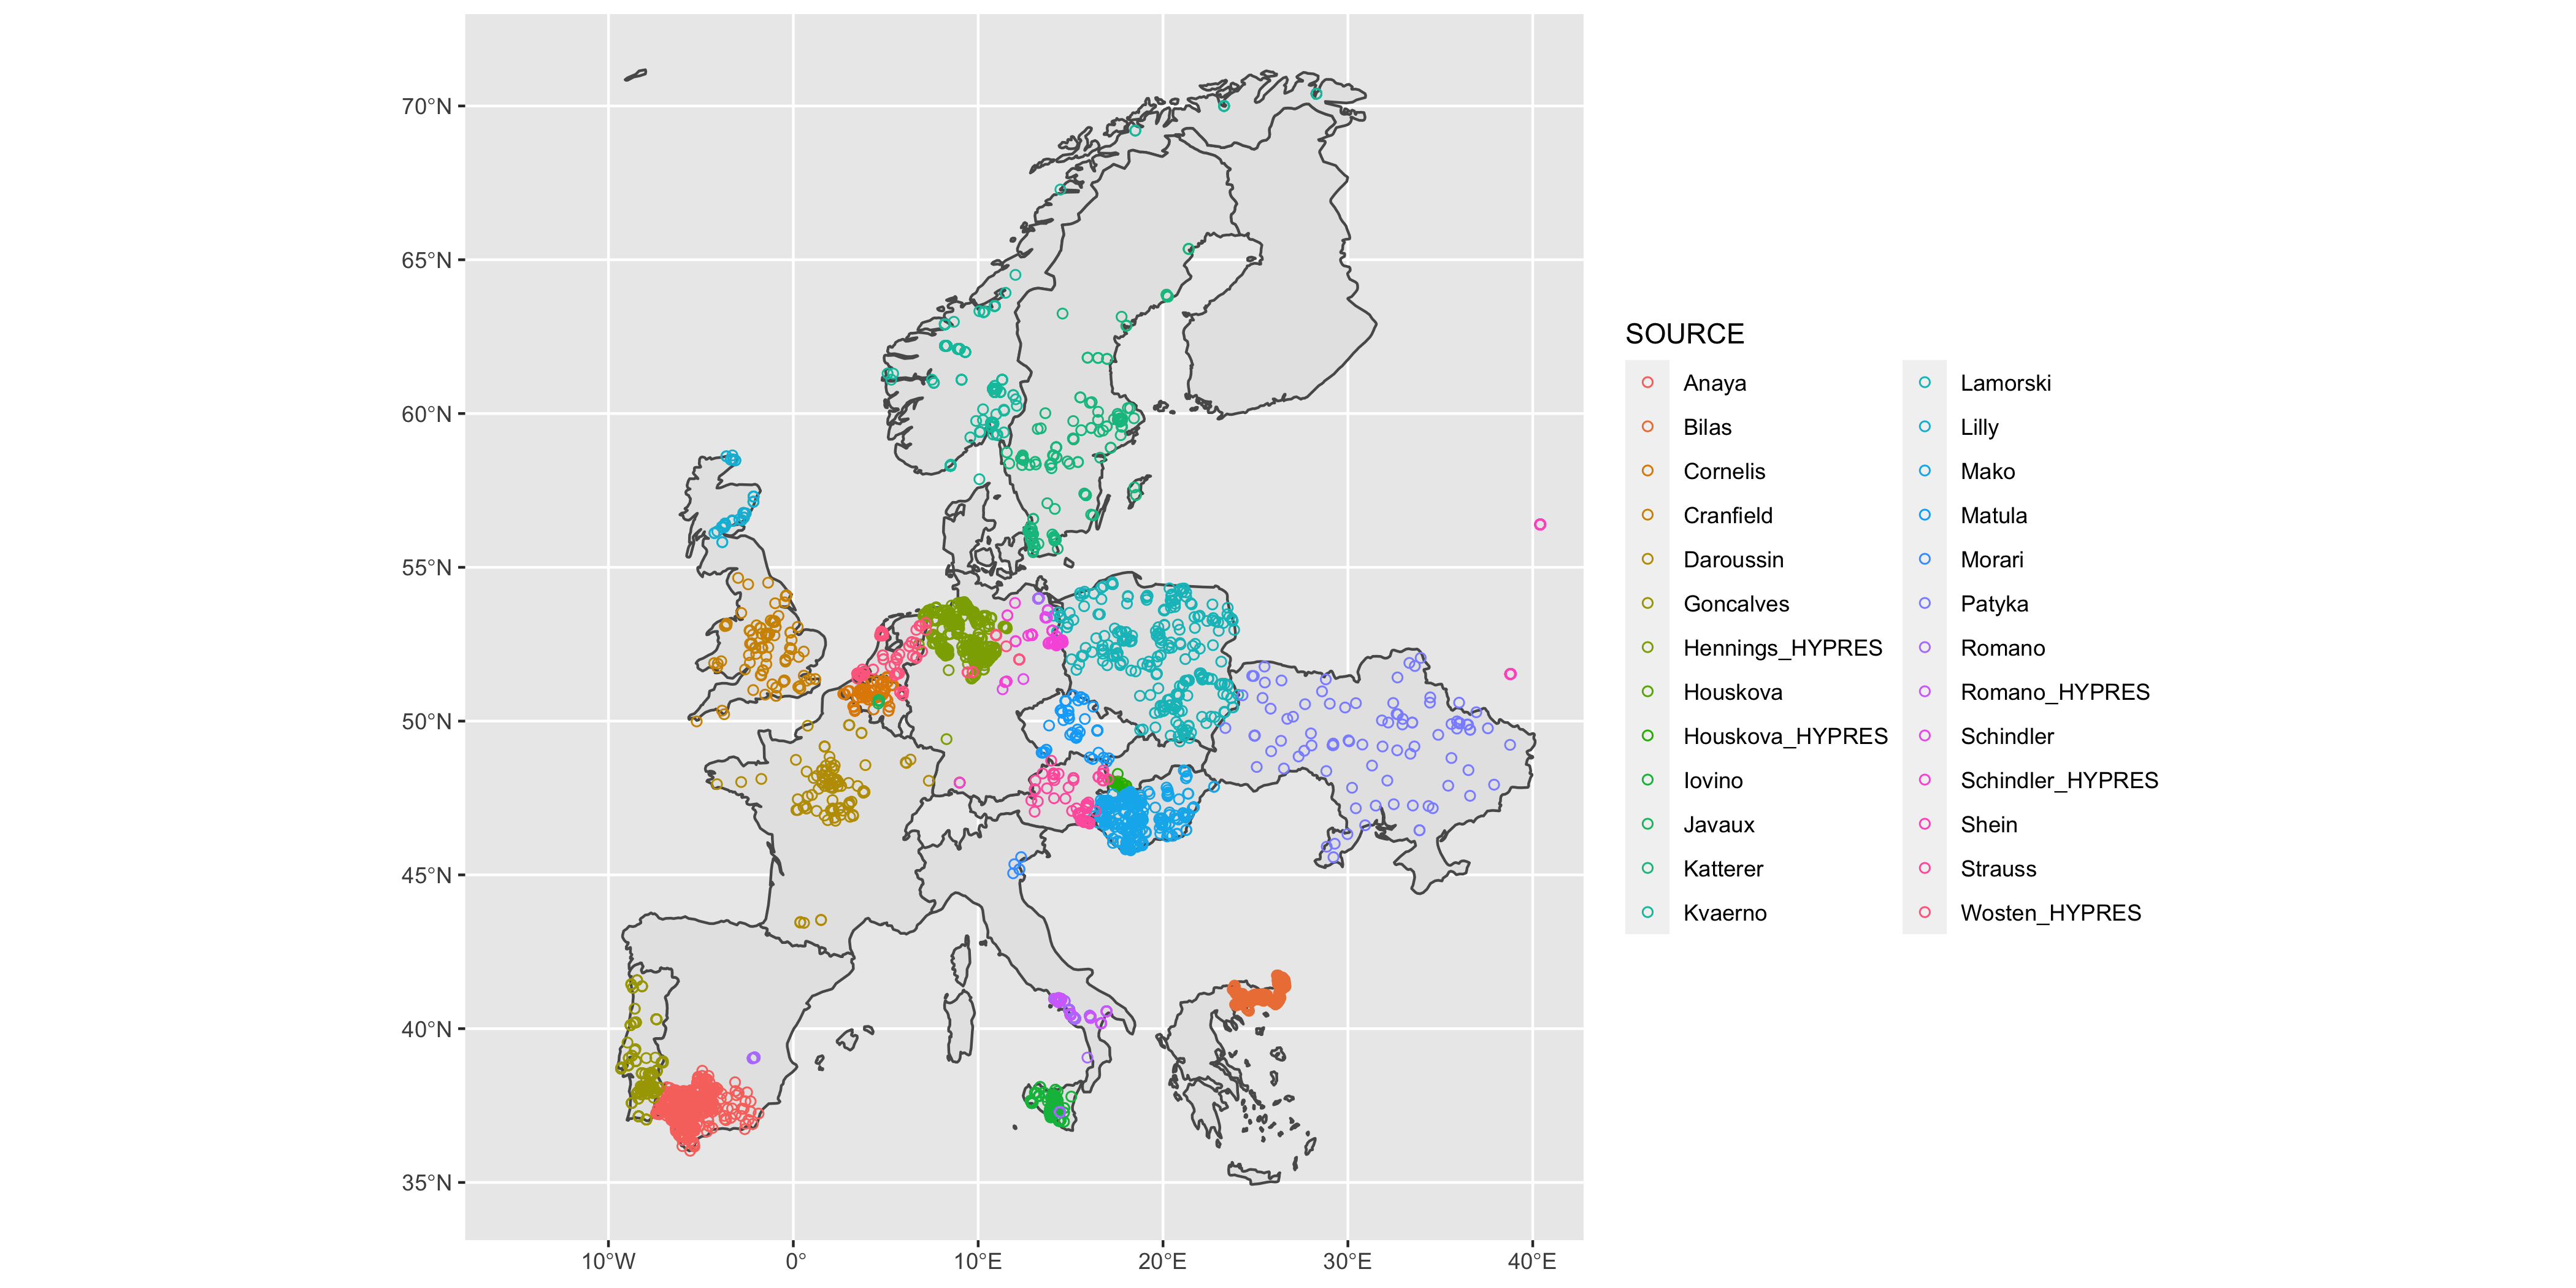 70°N
65°N
60°N
55°N
50°N
45°N
40°N
35°N
10°W 0° 10°E 20°E 30°E 40°E
SOURCE
Anaya
Bilas
Cornelis
Cranfield
Daroussin
Goncalves
Hennings_HYPRES
Houskova
Houskova_HYPRES
Iovino
Javaux
Katterer
Kvaerno
Lamorski
Lilly
Mako
Matula
Morari
Patyka
Romano
Romano_HYPRES
Schindler
Schindler_HYPRES
Shein
Strauss
Wosten_HYPRES